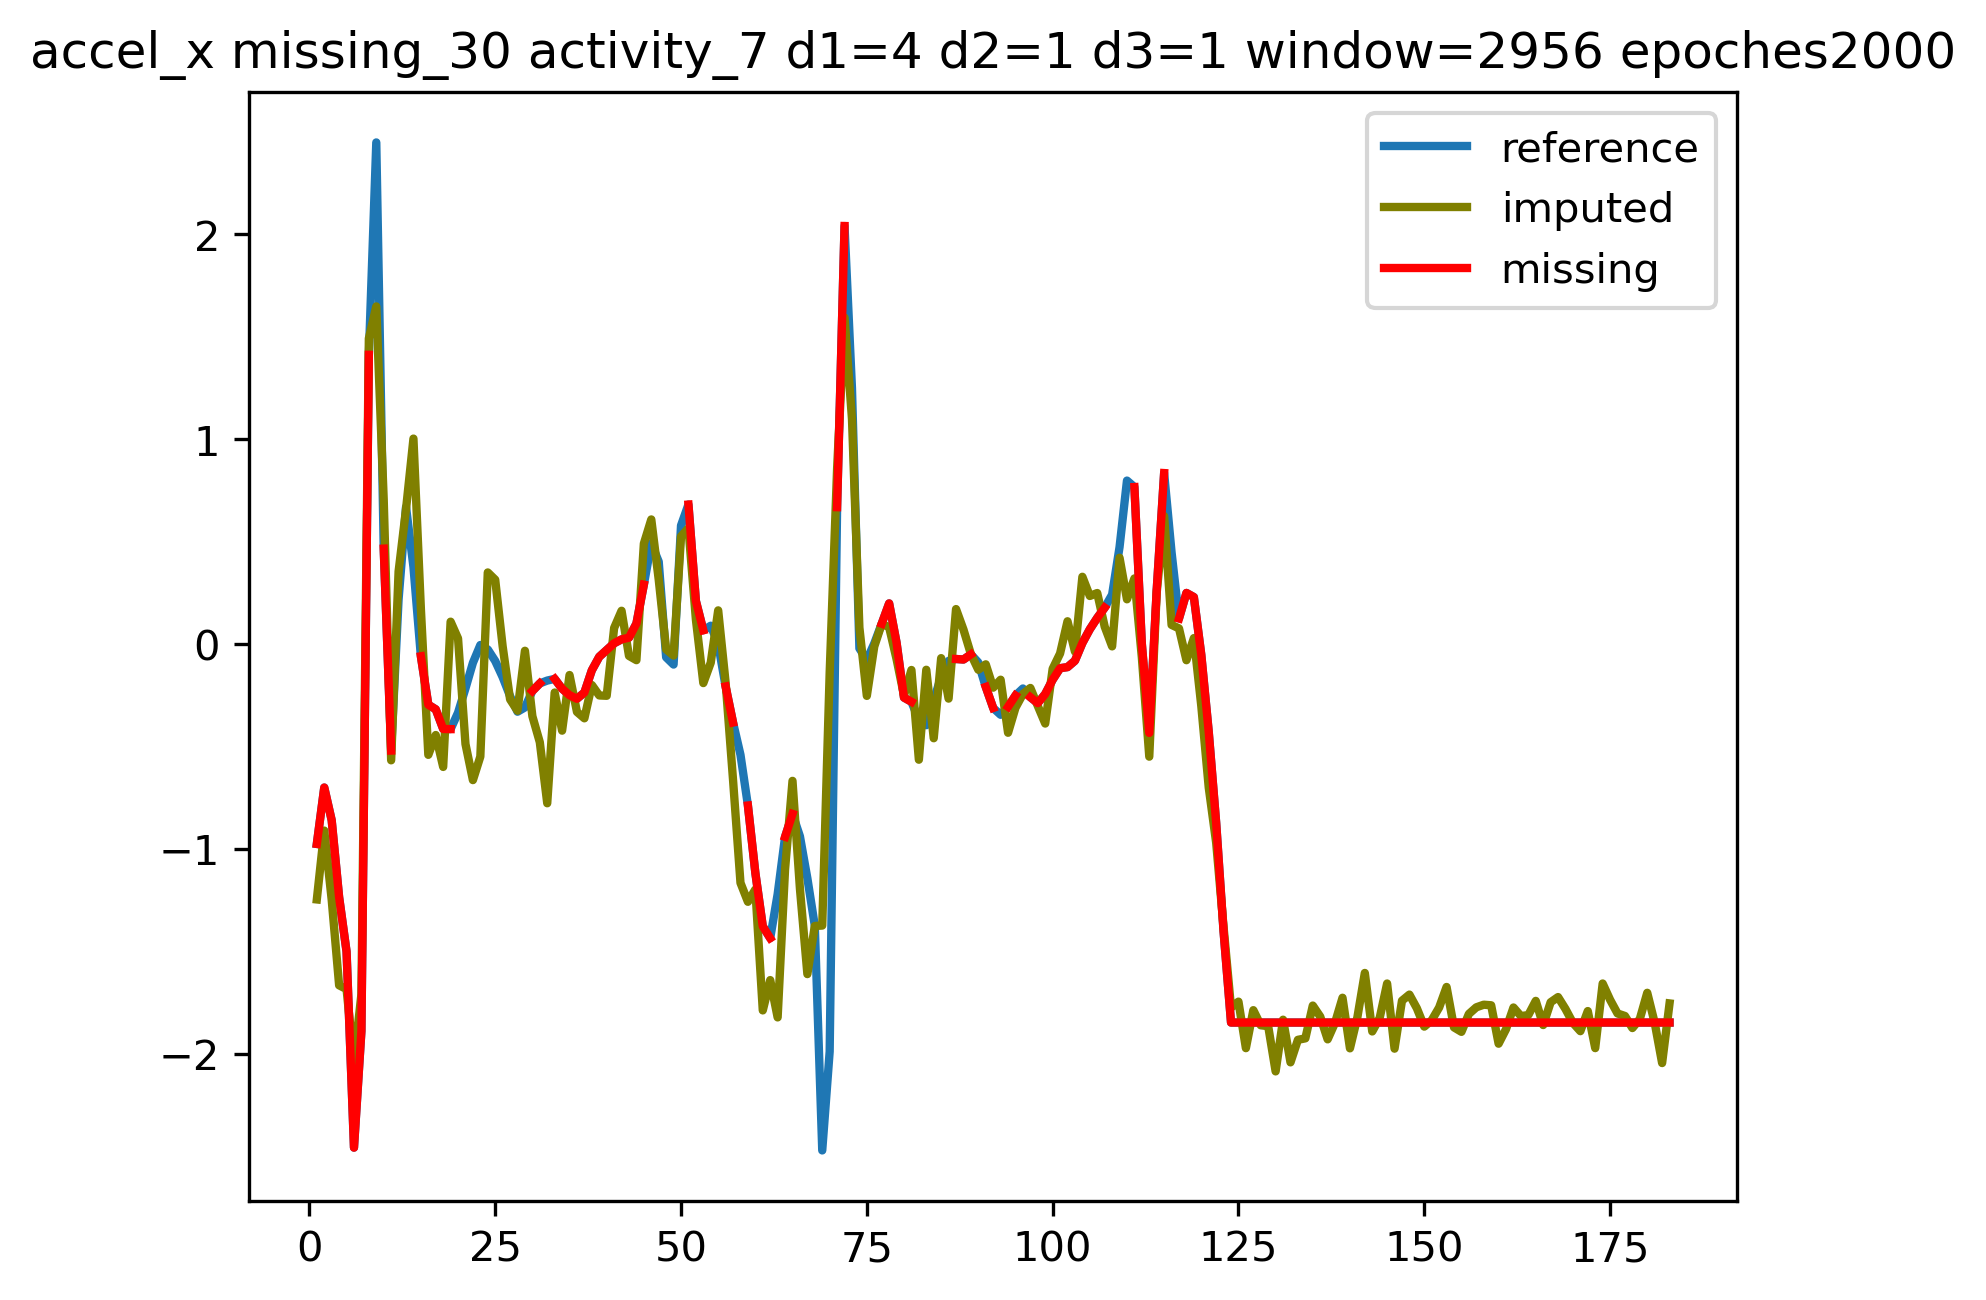 accel_x missing_30 activity_7 d1=4 d2=1 d3=1 window=2956 epoches2000
reference
imputed
missing
2
1
0
−1
−2
0 25 50 75 100 125 150 175